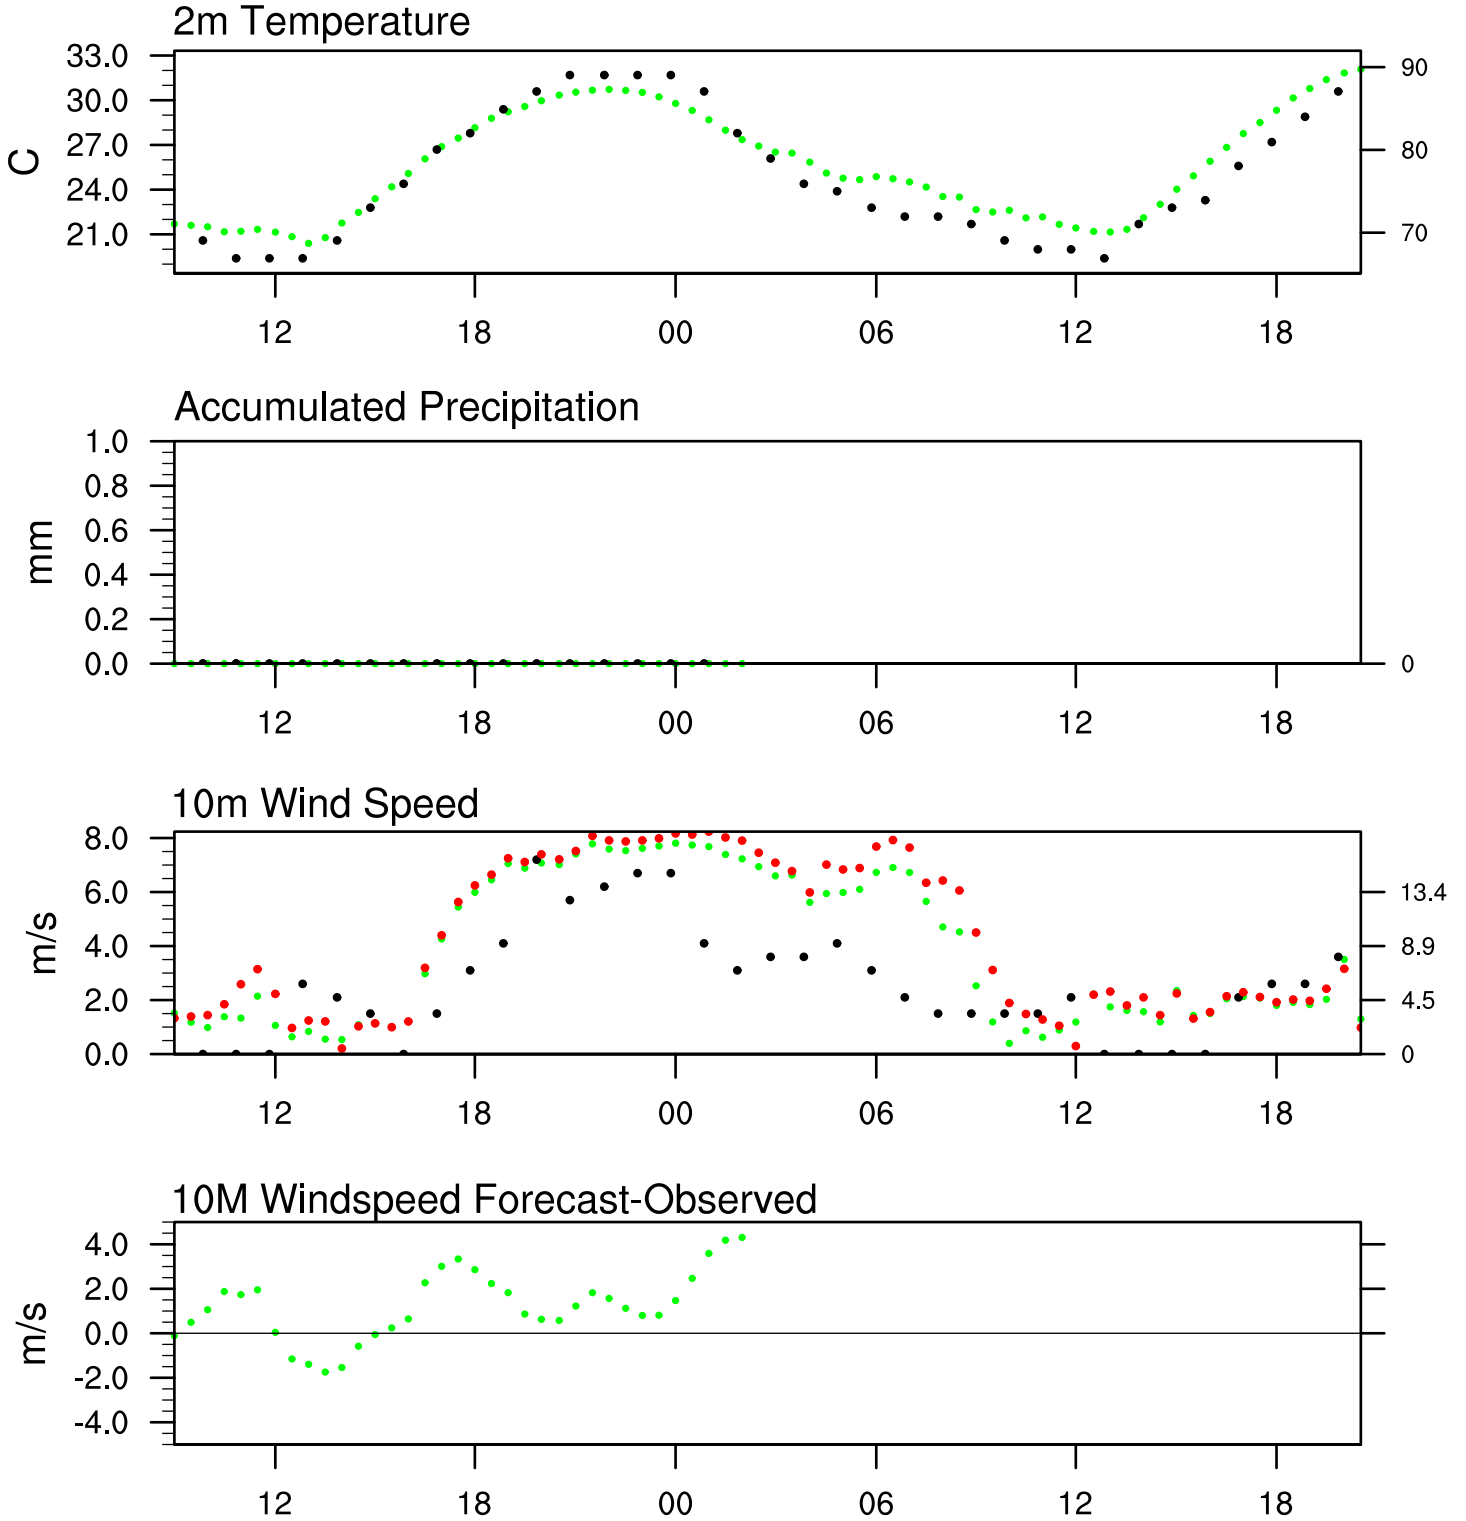 2m Temperature
33.0
30.0
27.0
24.0
21.0
C
90
80
70
12 18 00 06 12 18
Accumulated Precipitation
1.0
0.8
0.6
0.4
0.2
0.0
mm
0
12 18 00 06 12 18
10m Wind Speed
8.0
6.0
4.0
2.0
0.0
m/s
13.4
8.9
4.5
0
12 18 00 06 12 18
10M Windspeed Forecast-Observed
4.0
2.0
0.0
-2.0
-4.0
m/s
12 18 00 06 12 18